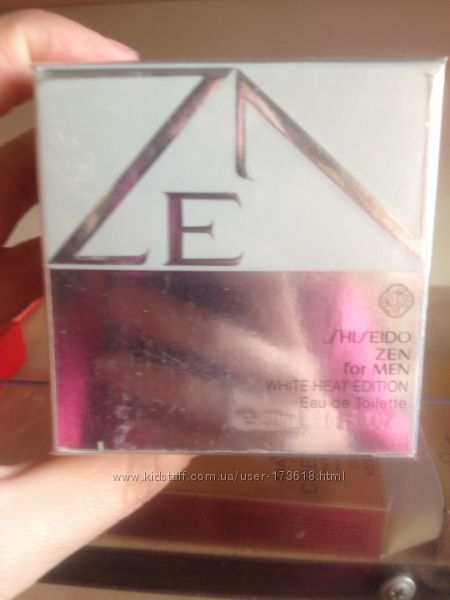 ZEN
SHISEIDO
ZEN
for MEN
WHITE HEAT EDITION
Eau de Toilette
www.kidstaff.com.ua/user-173618.html